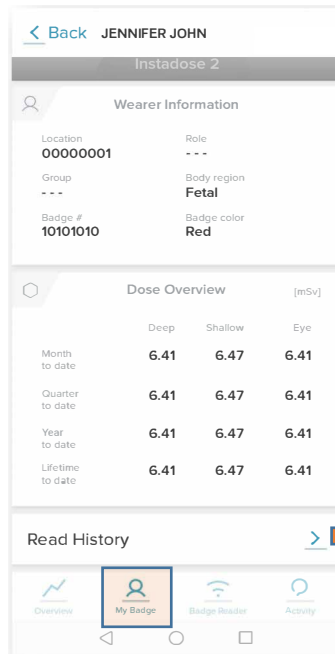 Back JENNIFER JOHN
Instadose 2
Wearer Information
Location Role
00000001 - - -
Group Body region
- - - Fetal
Badge # Badge color
10101010 Red
Dose Overview [mSv]
Deep Shallow Eye
Month to date 6.41 6.47 6.41
Quarter to date 6.41 6.47 6.41
Year to date 6.41 6.47 6.41
Lifetime to date 6.41 6.47 6.41
Read History
Overview My Badge Badge Reader Activity